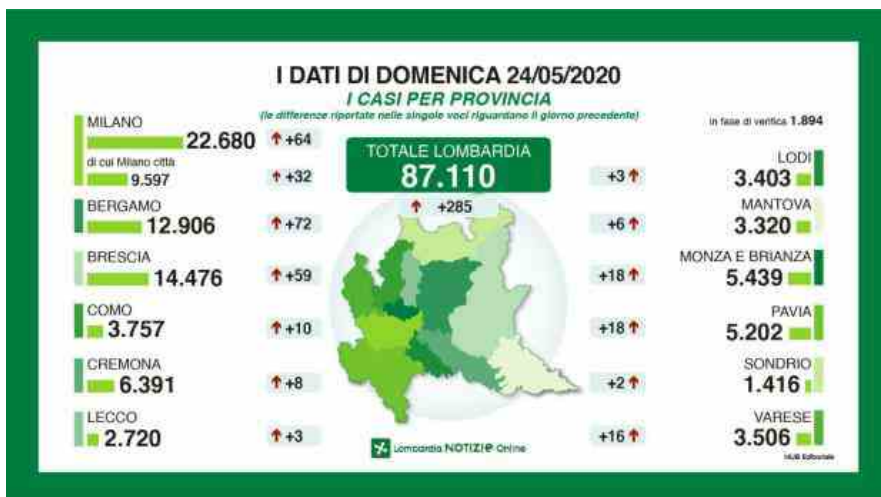 I DATI DI DOMENICA 24/05/2020
I CASI PER PROVINCIA
(le differenze riportate nelle singole voci riguardano il giorno precedente)
in fase di verifica 1.894
TOTALE LOMBARDIA
87.110
+285
MILANO
22.680 +64
di cui Milano città
9.597 +32
BERGAMO
12.906 +72
BRESCIA
14.476 +59
COMO
3.757 +10
CREMONA
6.391 +8
LECCO
2.720 +3
LODI
+3 3.403
MANTOVA
+6 3.320
MONZA E BRIANZA
+18 5.439
PAVIA
+18 5.202
SONDRIO
+2 1.416
VARESE
+16 3.506
Lombardia NOTIZIE Online
HUB Editoriale